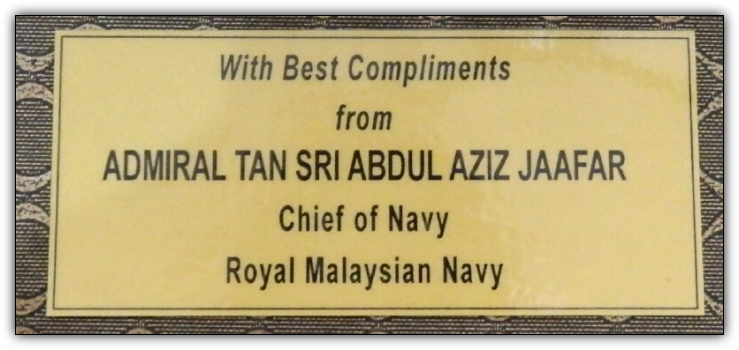 With Best Compliments
from
ADMIRAL TAN SRI ABDUL AZIZ JAAFAR
Chief of Navy
Royal Malaysian Navy